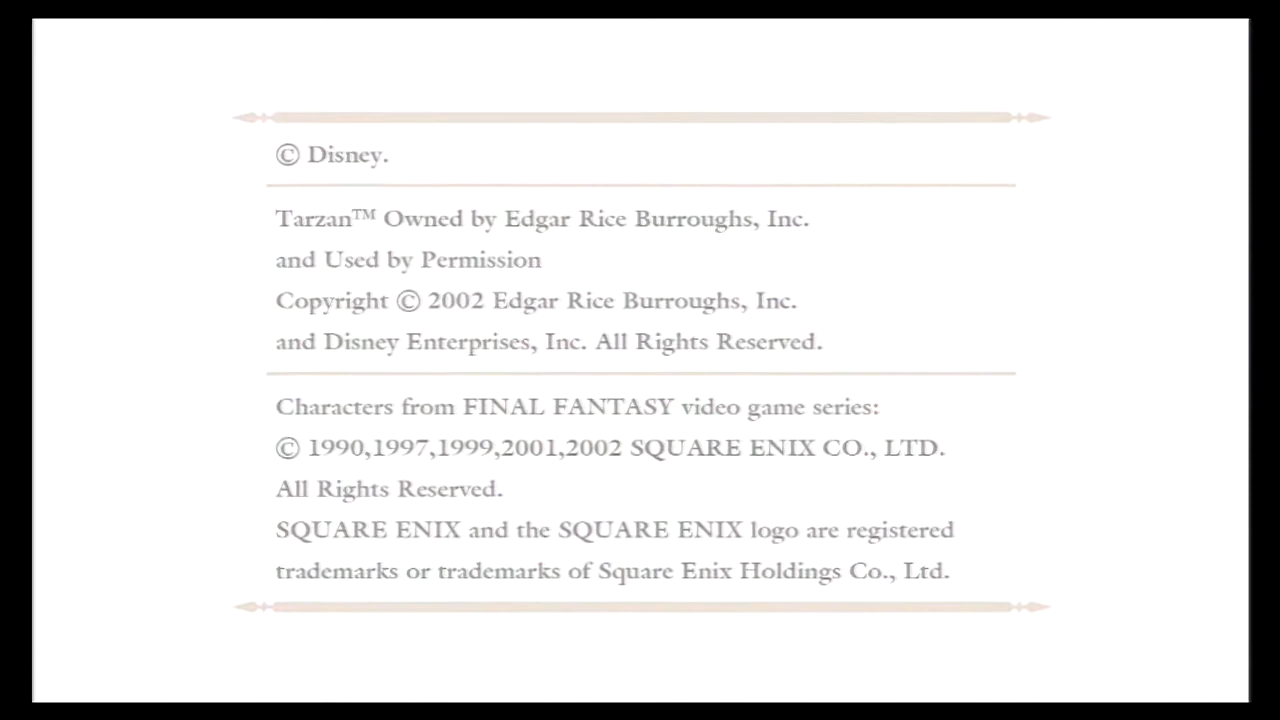 © Disney.
Tarzan™ Owned by Edgar Rice Burroughs, Inc.
and Used by Permission
Copyright © 2002 Edgar Rice Burroughs, Inc.
and Disney Enterprises, Inc. All Rights Reserved.
Characters from FINAL FANTASY video game series:
© 1990,1997,1999,2001,2002 SQUARE ENIX CO., LTD.
All Rights Reserved.
SQUARE ENIX and the SQUARE ENIX logo are registered
trademarks or trademarks of Square Enix Holdings Co., Ltd.